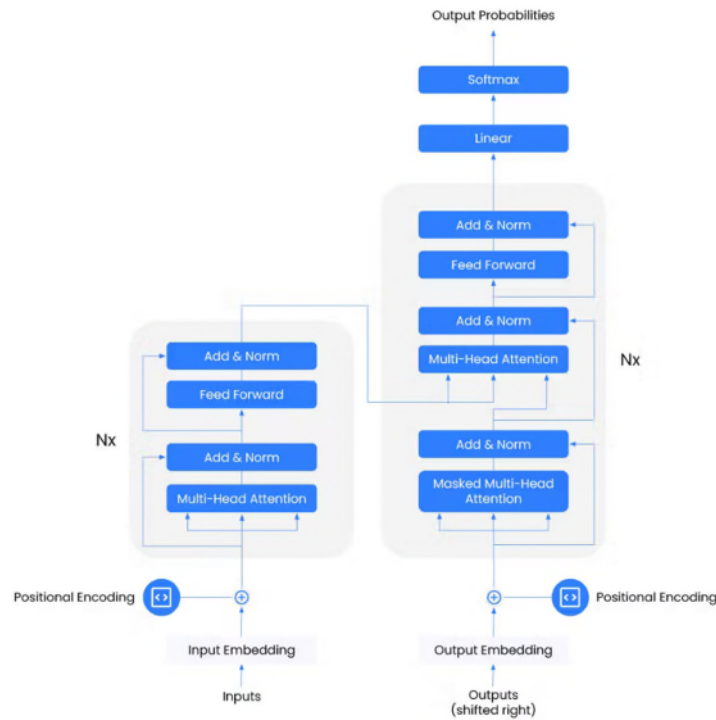 Output Probabilities
Softmax
Linear
Add & Norm
Feed Forward
Add & Norm
Multi-Head Attention
Nx
Add & Norm
Masked Multi-Head
Attention
Add & Norm
Feed Forward
Nx
Add & Norm
Multi-Head Attention
Positional Encoding
Positional Encoding
Input Embedding
Output Embedding
Inputs
Outputs
(shifted right)